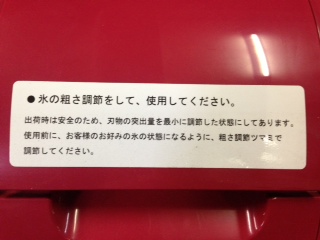 ●氷の粗さ調節をして、使用してください。
出荷時は安全のため、刃物の突出量を最小に調節した状態にしてあります。
使用前に、お客様のお好みの氷の状態になるように、粗さ調節ツマミで
調節してください。